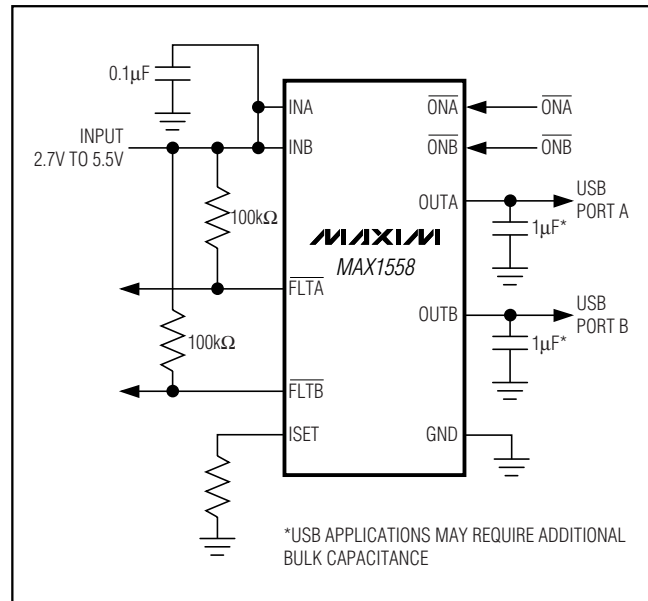 0.1µF
INPUT
2.7V TO 5.5V
INA
INB
ONA
ONA
ONB
ONB
OUTA
USB
PORT A
1µF*
100kΩ
MAXIM
MAX1558
FLTA
OUTB
USB
PORT B
1µF*
100kΩ
FLTB
ISET
GND
*USB APPLICATIONS MAY REQUIRE ADDITIONAL
BULK CAPACITANCE